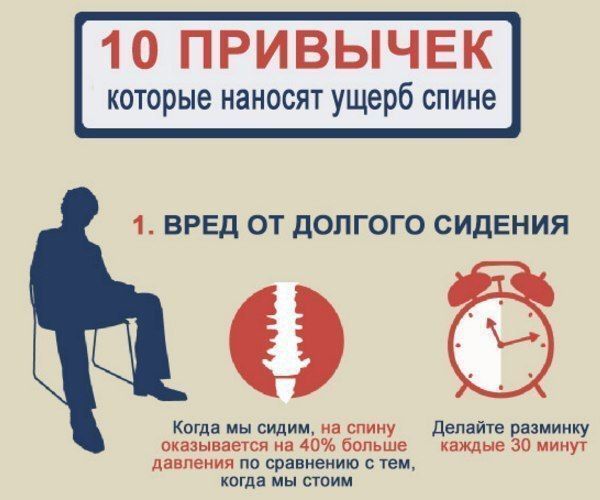 10 ПРИВЫЧЕК
которые наносят ущерб спине
1. ВРЕД ОТ ДОЛГОГО СИДЕНИЯ
Когда мы сидим, на спину
оказывается на 40% больше
давления по сравнению с тем,
когда мы стоим
Делайте разминку
каждые 30 минут